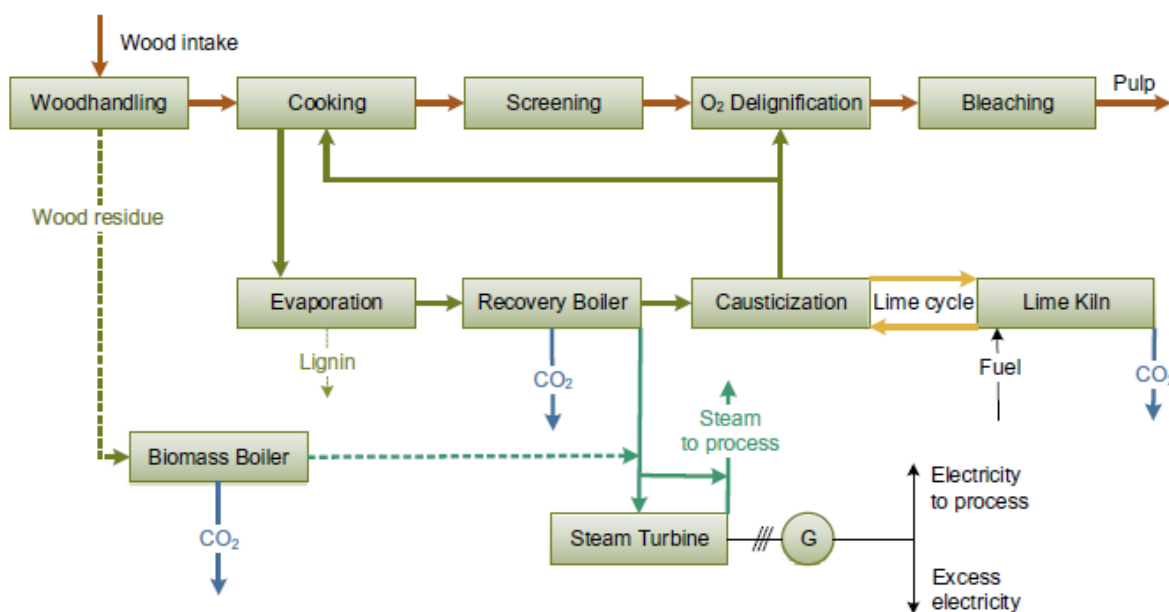 Wood intake
Woodhandling
Cooking
Screening
O₂ Delignification
Bleaching
Pulp
Wood residue
Evaporation
Recovery Boiler
Causticization
Lime cycle
Lime Kiln
Lignin
CO₂
Fuel
CO₂
Steam
to process
Biomass Boiler
Electricity
to process
CO₂
Steam Turbine
G
Excess
electricity